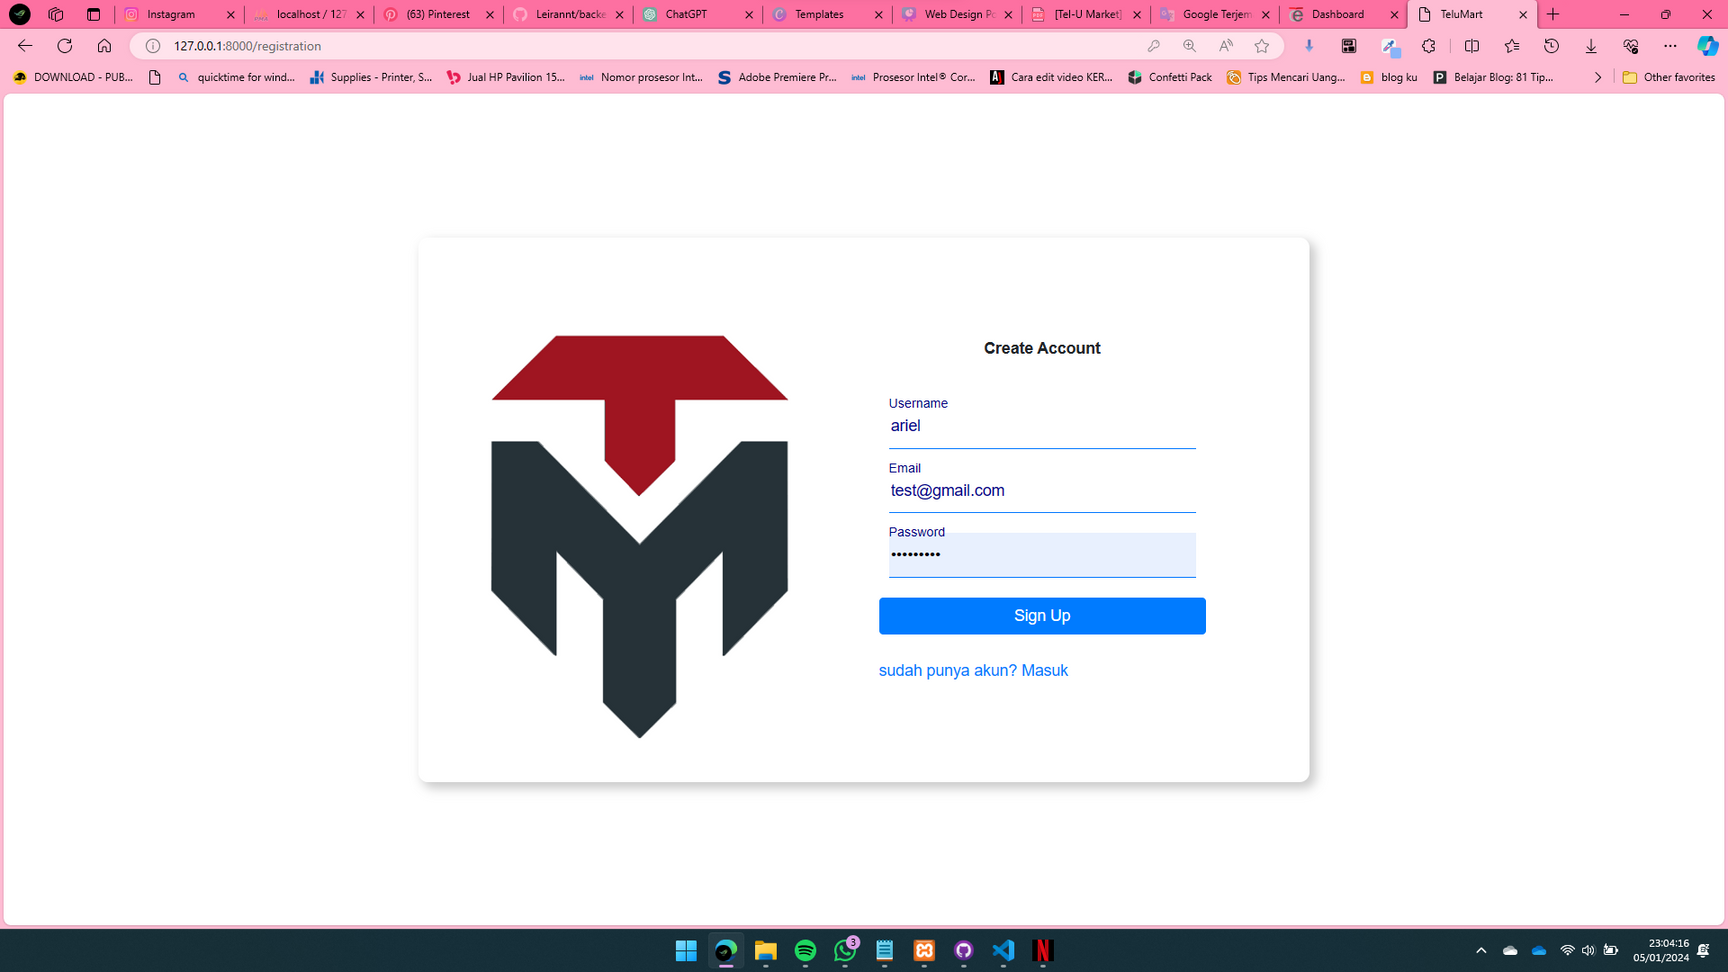 Instagram
localhost / 127
(63) Pinterest
Leirannt/backe
ChatGPT
Templates
Web Design Po
[Tel-U Market]
Google Terjem
Dashboard
TeluMart
127.0.0.1:8000/registration
DOWNLOAD - PUB...
quicktime for wind...
Supplies - Printer, S...
Jual HP Pavilion 15...
Nomor prosesor Int...
Adobe Premiere Pr...
Prosesor Intel® Cor...
Cara edit video KER...
Confetti Pack
Tips Mencari Uang...
blog ku
Belajar Blog: 81 Tip...
Other favorites
Create Account
Username
ariel
Email
test@gmail.com
Password
•••••••••
Sign Up
sudah punya akun? Masuk
3
23:04:16
05/01/2024